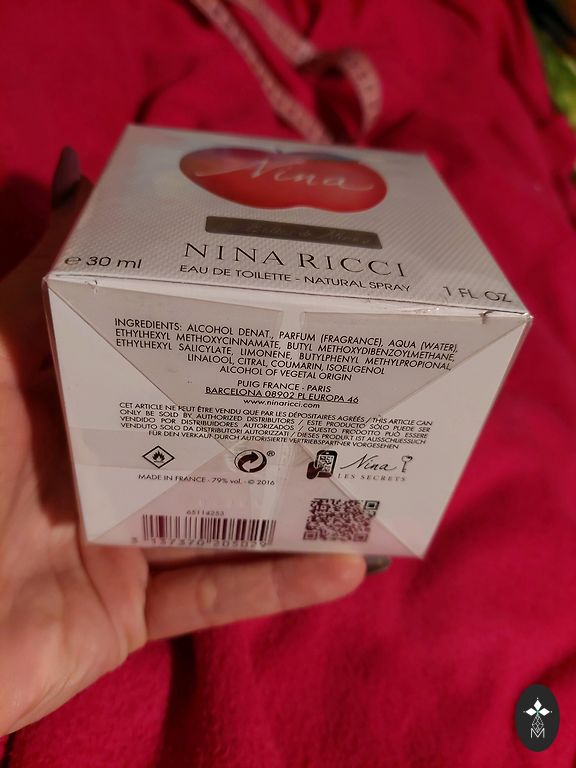 Nina
NINA RICCI
EAU DE TOILETTE - NATURAL SPRAY
℮ 30 ml
1 FL OZ
INGREDIENTS: ALCOHOL DENAT., PARFUM (FRAGRANCE), AQUA (WATER),
ETHYLHEXYL METHOXYCINNAMATE, BUTYL METHOXYDIBENZOYLMETHANE,
ETHYLHEXYL SALICYLATE, LIMONENE, BUTYLPHENYL METHYLPROPIONAL,
LINALOOL, CITRAL, COUMARIN, ISOEUGENOL
ALCOHOL OF VEGETAL ORIGIN
PUIG FRANCE - PARIS
BARCELONA 08902 PL EUROPA 46
www.ninaricci.com
CET ARTICLE NE PEUT ÊTRE VENDU QUE PAR LES DÉPOSITAIRES AGRÉÉS / THIS ARTICLE CAN
ONLY BE SOLD BY AUTHORIZED DISTRIBUTORS / ESTE PRODUCTO SÓLO PUEDE SER
VENDIDO POR DISTRIBUIDORES AUTORIZADOS / QUESTO PRODOTTO PUÒ ESSERE
VENDUTO SOLO DA DISTRIBUTORI AUTORIZZATI / DIESES PRODUKT IST AUSSCHLIESSLICH
FÜR DEN VERKAUF DURCH AUTORISIERTE VERTRIEBSPARTNER VORGESEHEN
®
Nina
LES SECRETS
MADE IN FRANCE - 79% vol. - © 2016
65114253
3 137370 205029
M